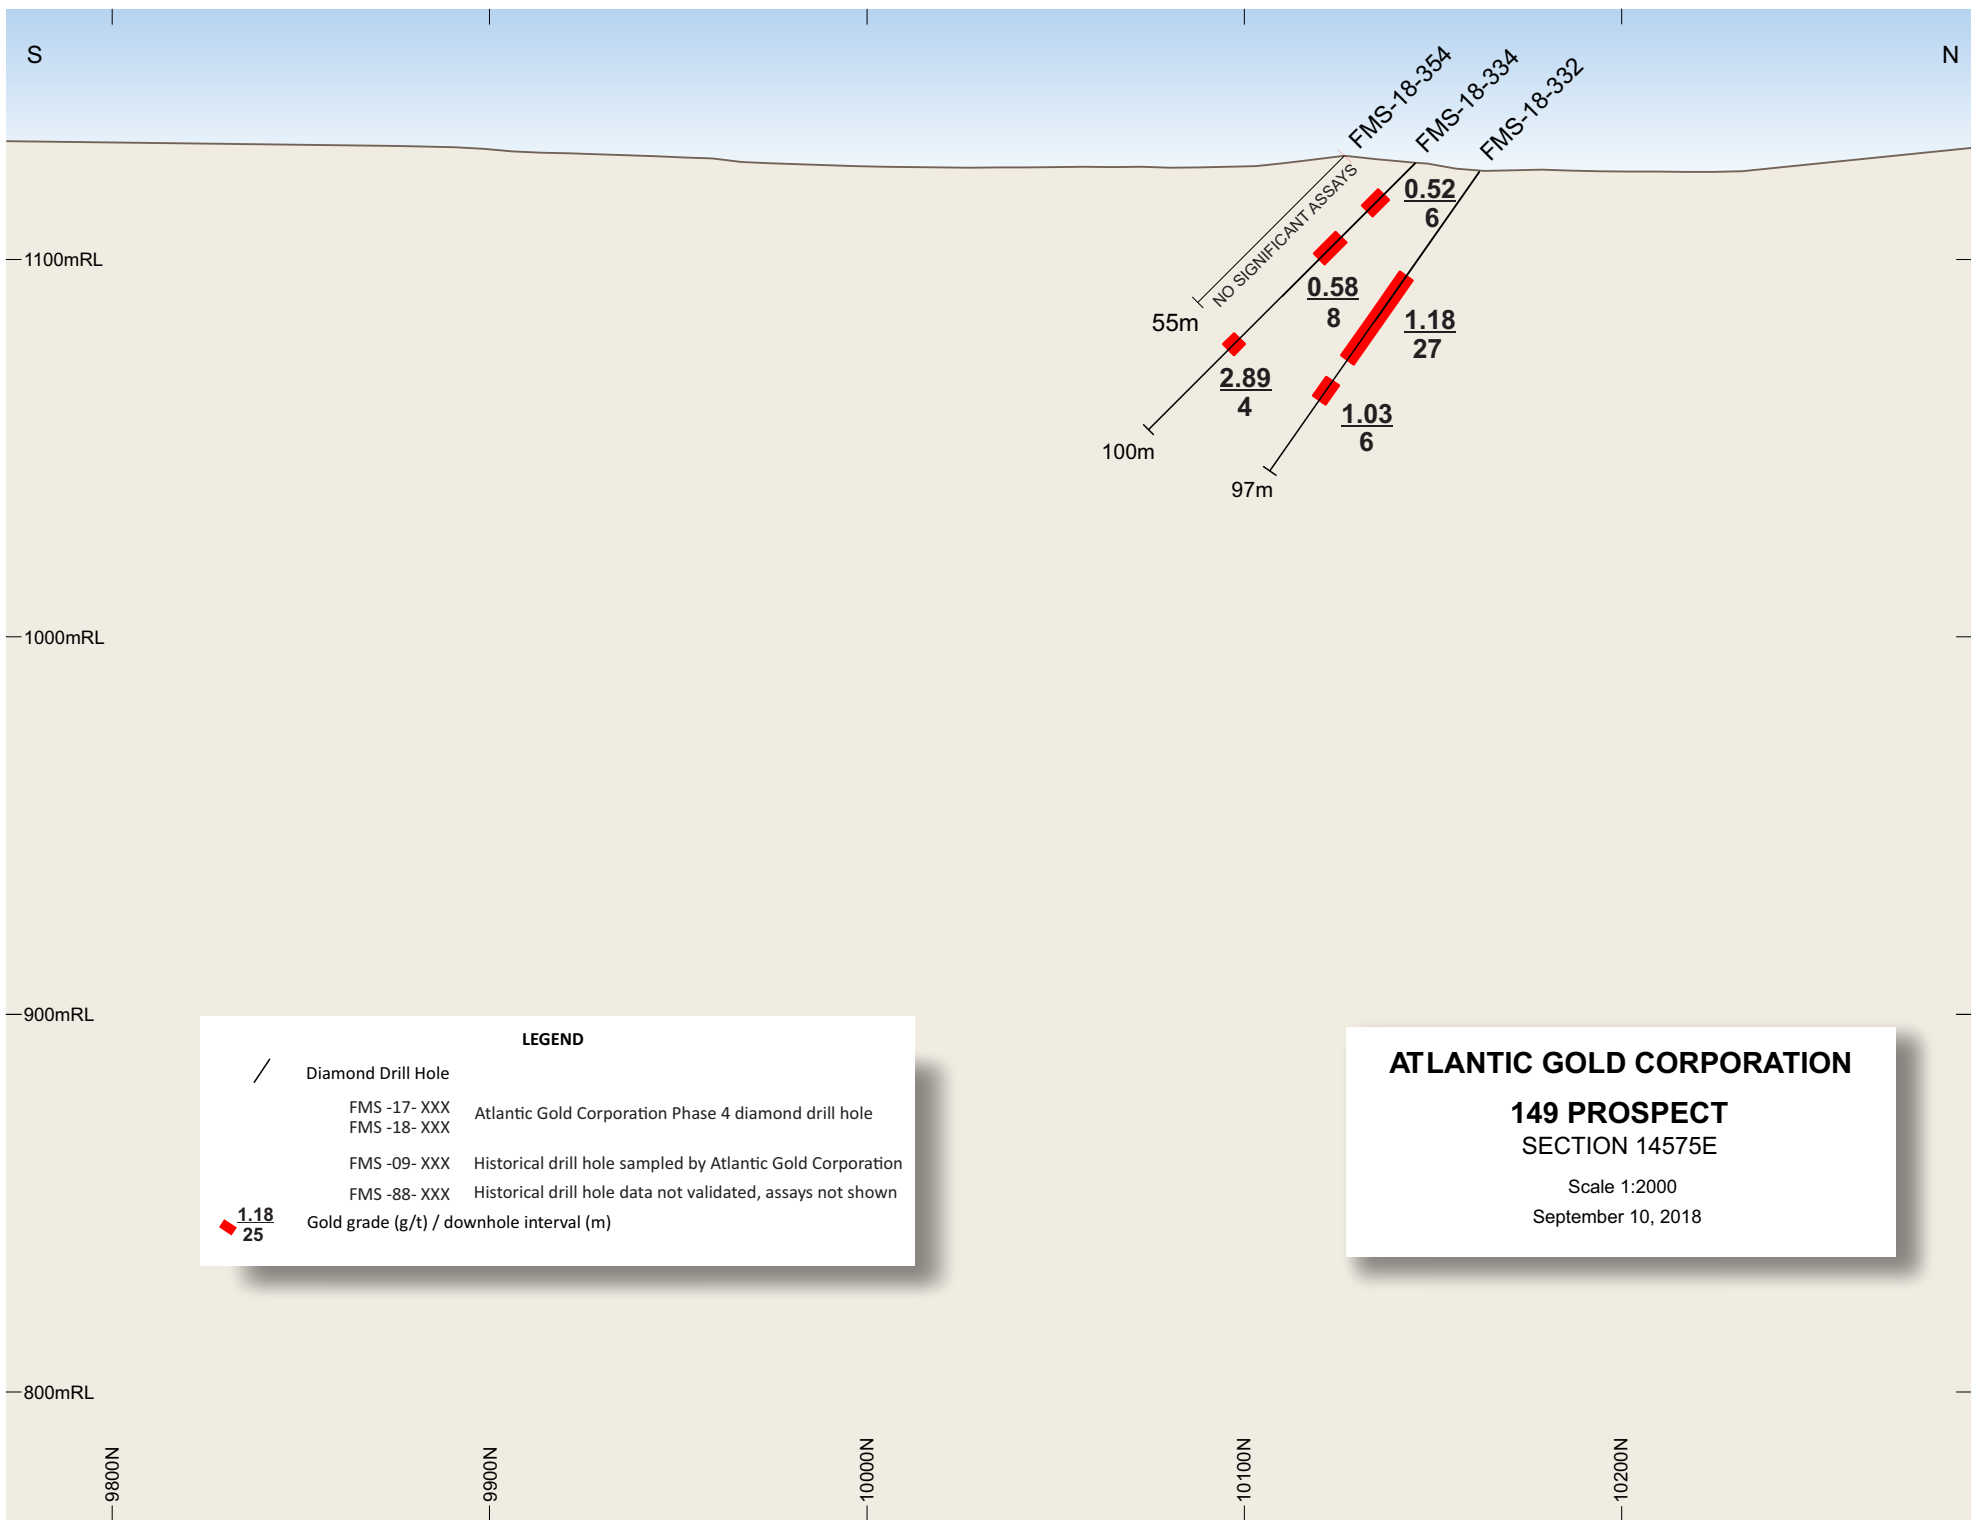 S
N
FMS-18-354
FMS-18-334
FMS-18-332
NO SIGNIFICANT ASSAYS
0.52
6
0.58
8
1.18
27
2.89
4
1.03
6
55m
100m
97m
1100mRL
1000mRL
900mRL
800mRL
LEGEND
Diamond Drill Hole
FMS -17- XXX
FMS -18- XXX
Atlantic Gold Corporation Phase 4 diamond drill hole
FMS -09- XXX Historical drill hole sampled by Atlantic Gold Corporation
FMS -88- XXX Historical drill hole data not validated, assays not shown
1.18
25
Gold grade (g/t) / downhole interval (m)
ATLANTIC GOLD CORPORATION
149 PROSPECT
SECTION 14575E
Scale 1:2000
September 10, 2018
9800N
9900N
10000N
10100N
10200N